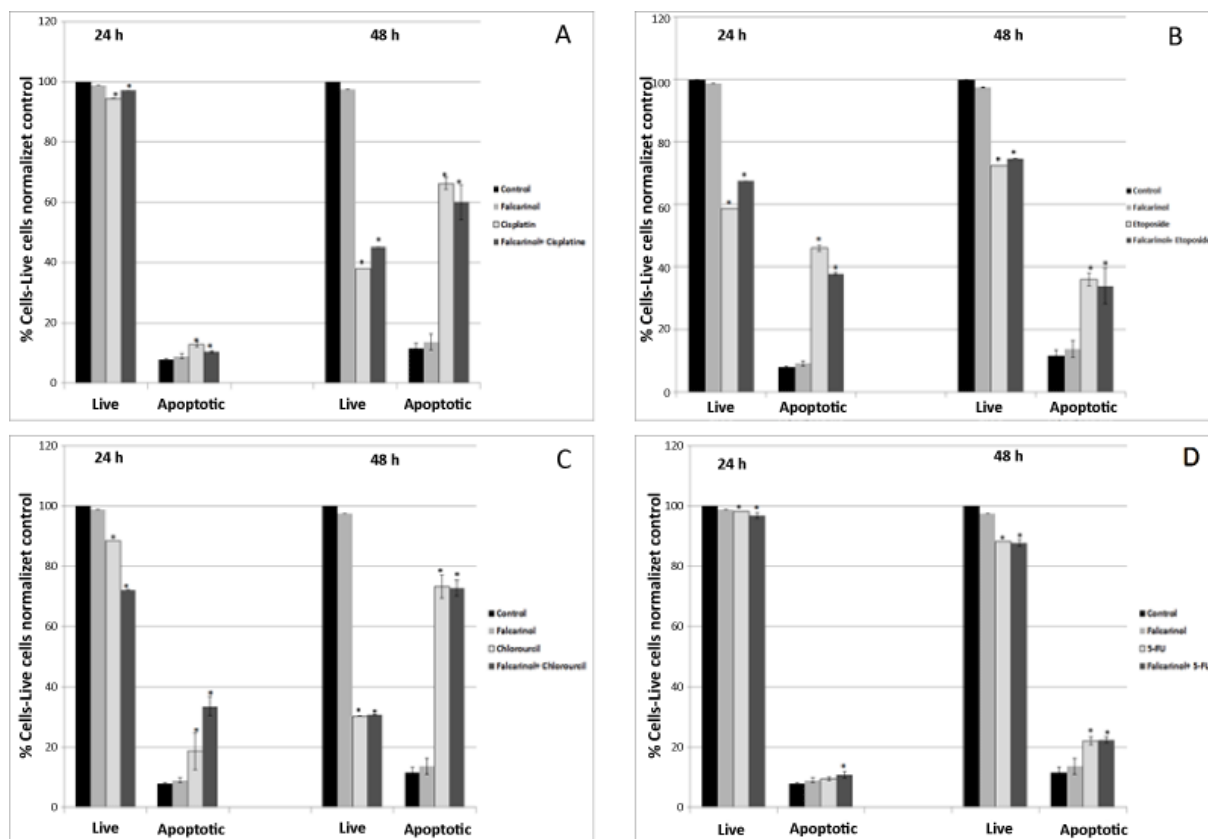 A
24 h
48 h
% Cells-Live cells normalizet control
120
100
80
60
40
20
0
Live
Apoptotic
Live
Apoptotic
Control
Falcarinol
Cisplatin
Falcarinol+ Cisplatine
B
24 h
48 h
% Cells-Live cells normalizet control
120
100
80
60
40
20
0
Live
Apoptotic
Live
Apoptotic
Control
Falcarinol
Etoposide
Falcarinol+ Etoposide
C
24 h
48 h
% Cells-Live cells normalizet control
120
100
80
60
40
20
0
Live
Apoptotic
Live
Apoptotic
Control
Falcarinol
Chlorourcil
Falcarinol+ Chlorourcil
D
24 h
48 h
% Cells-Live cells normalizet control
120
100
80
60
40
20
0
Live
Apoptotic
Live
Apoptotic
Control
Falcarinol
5-FU
Falcarinol+ 5-FU